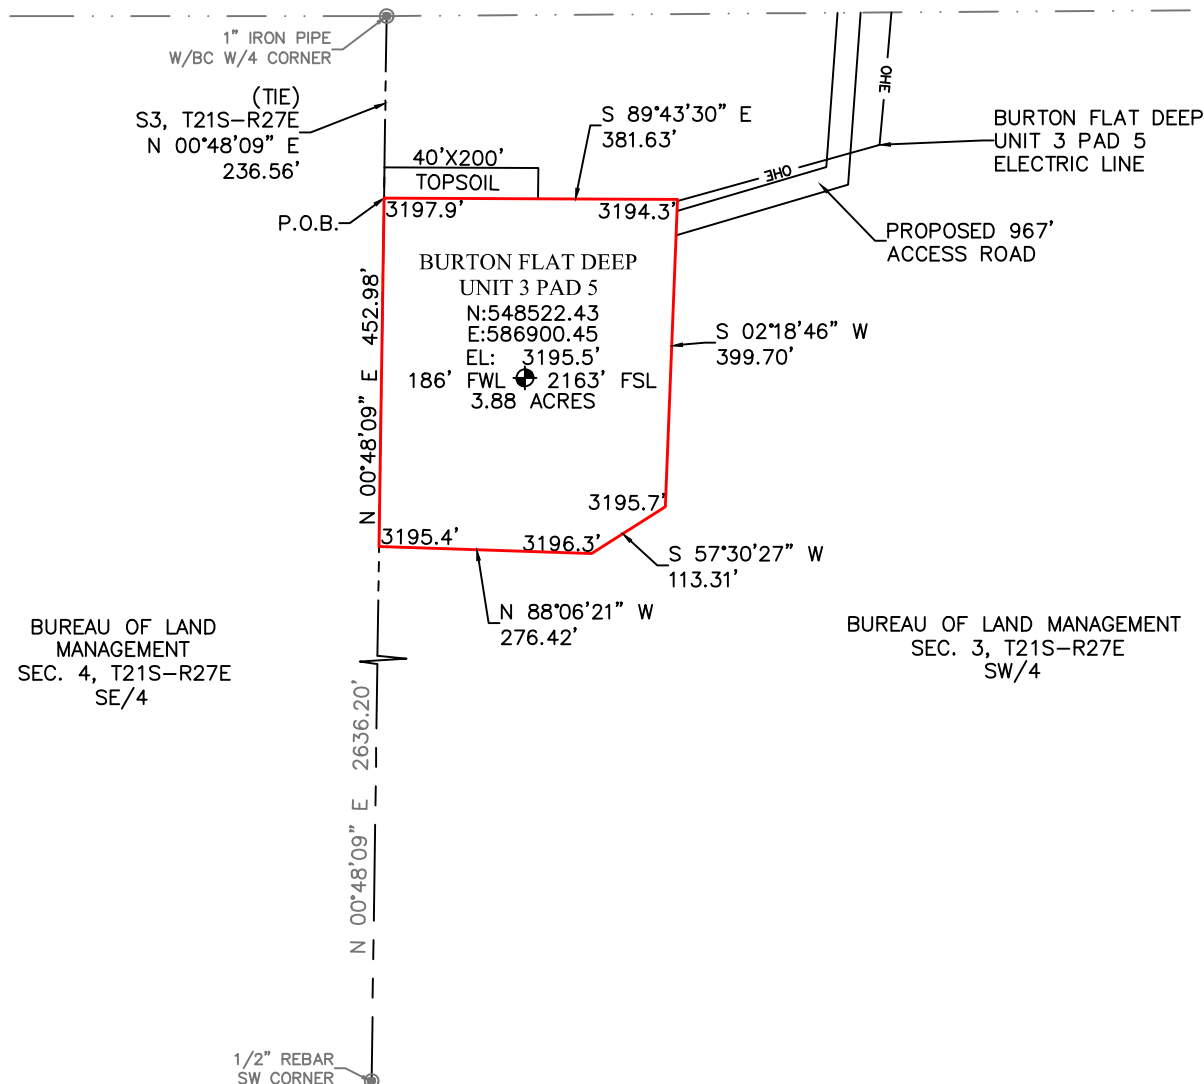 1" IRON PIPE
W/BC W/4 CORNER
(TIE)
S3, T21S-R27E
N 00°48'09" E
236.56'
S 89°43'30" E
381.63'
OHE
BURTON FLAT DEEP
UNIT 3 PAD 5
ELECTRIC LINE
40'X200'
TOPSOIL
OHE
P.O.B.
3197.9'
3194.3'
PROPOSED 967'
ACCESS ROAD
BURTON FLAT DEEP
UNIT 3 PAD 5
N:548522.43
E:586900.45
EL: 3195.5'
186' FWL 2163' FSL
3.88 ACRES
N 00°48'09" E 452.98'
S 02°18'46" W
399.70'
3195.7'
3195.4'
3196.3'
S 57°30'27" W
113.31'
N 88°06'21" W
276.42'
BUREAU OF LAND
MANAGEMENT
SEC. 4, T21S-R27E
SE/4
BUREAU OF LAND MANAGEMENT
SEC. 3, T21S-R27E
SW/4
N 00°48'09" E 2636.20'
1/2" REBAR
SW CORNER